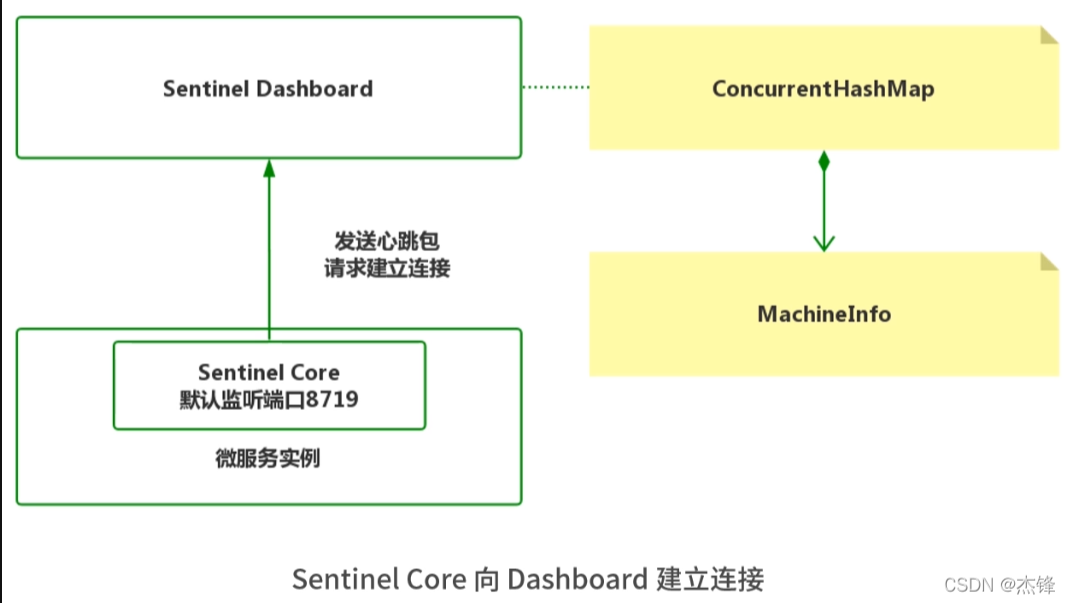 Sentinel Dashboard
ConcurrentHashMap
发送心跳包
请求建立连接
MachineInfo
Sentinel Core
默认监听端口8719
微服务实例
Sentinel Core 向 Dashboard 建立连接
CSDN @杰锋